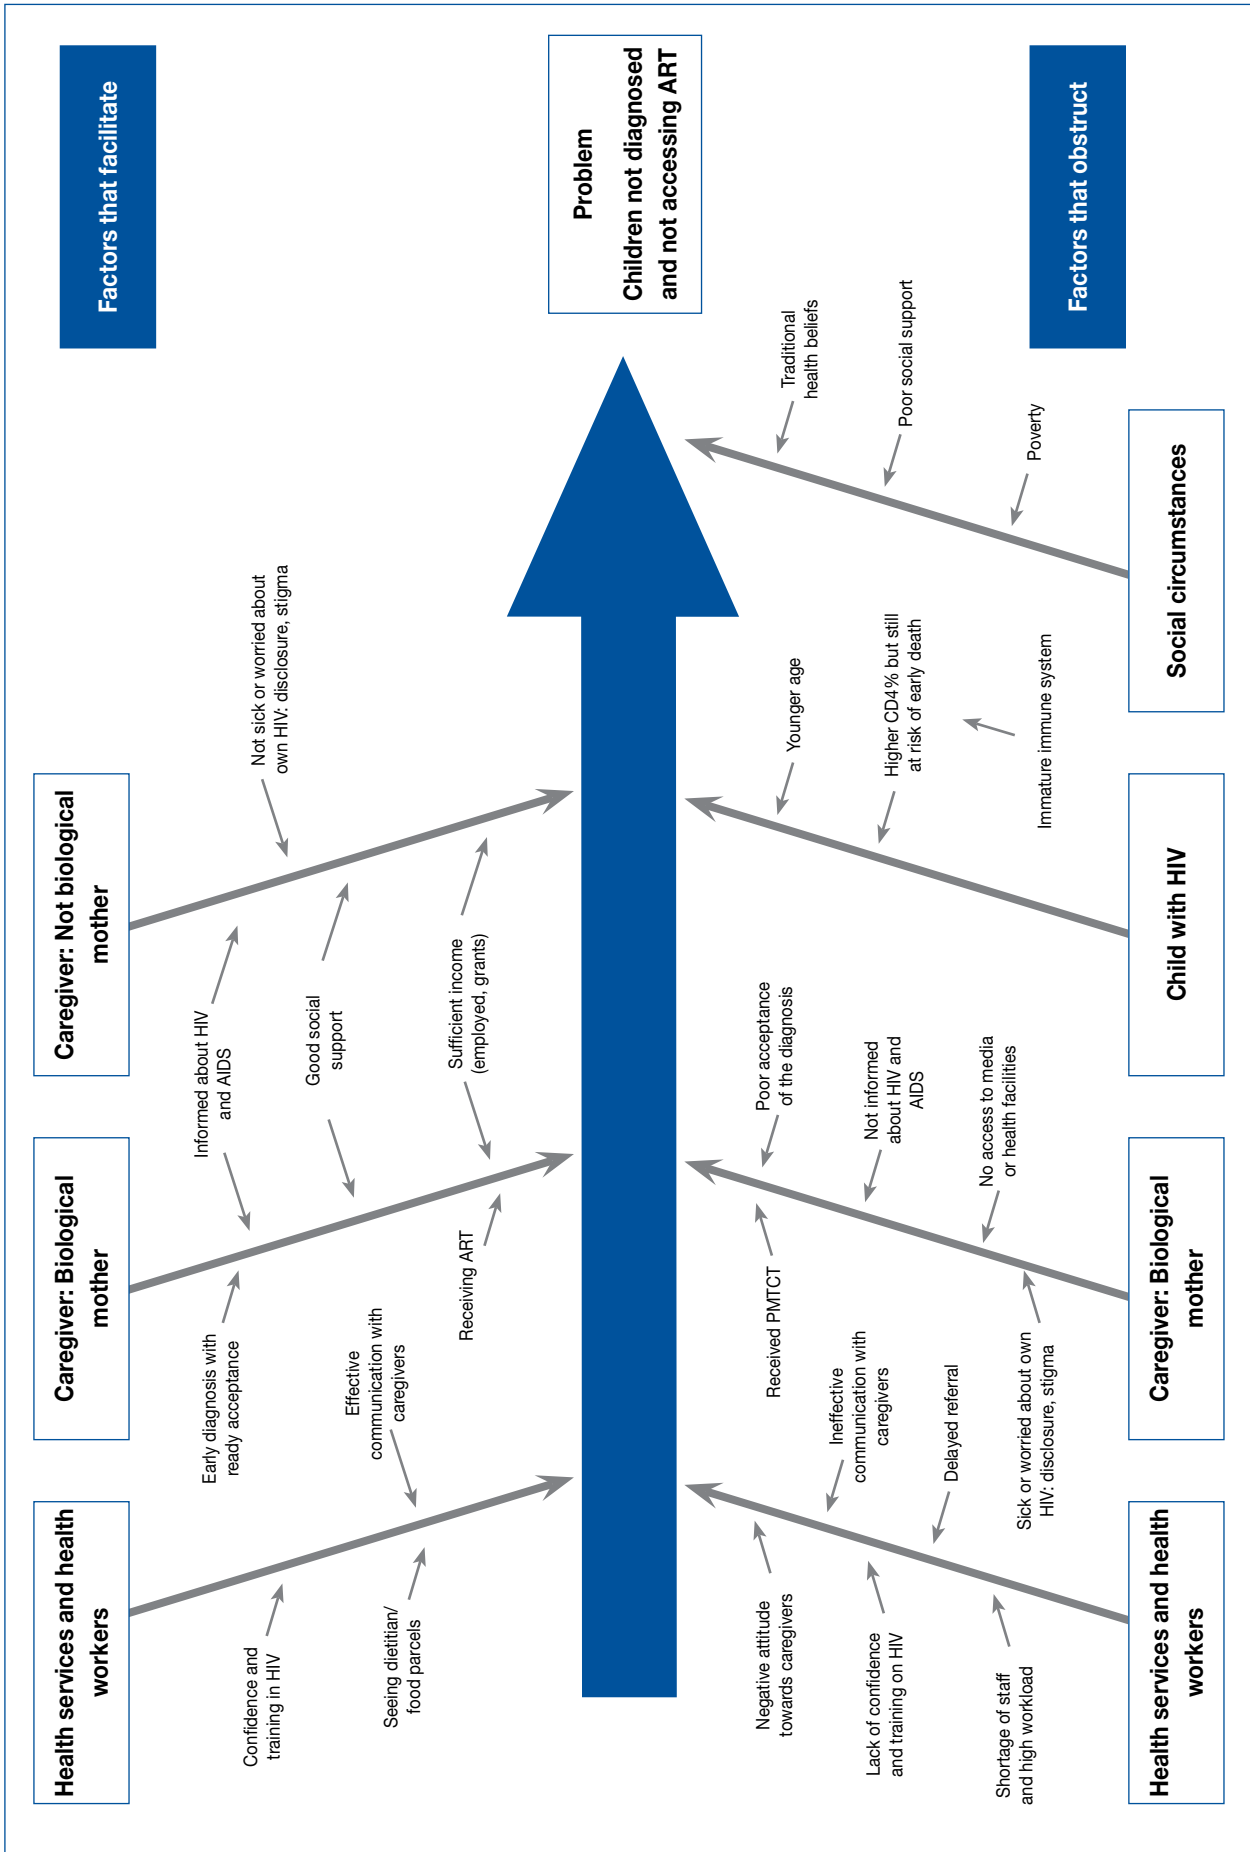 Health services and health
workers
Caregiver: Biological
mother
Caregiver: Not biological
mother
Factors that facilitate
Confidence and
training in HIV
Seeing dietitian/
food parcels
Effective
communication with
caregivers
Early diagnosis with
ready acceptance
Receiving ART
Informed about HIV
and AIDS
Good social
support
Sufficient income
(employed, grants)
Not sick or worried about
own HIV: disclosure, stigma
Problem
Children not diagnosed
and not accessing ART
Negative attitude
towards caregivers
Lack of confidence
and training on HIV
Shortage of staff
and high workload
Ineffective
communication with
caregivers
Delayed referral
Received PMTCT
Sick or worried about own
HIV: disclosure, stigma
Poor acceptance
of the diagnosis
Not informed
about HIV and
AIDS
No access to media
or health facilities
Younger age
Higher CD4% but still
at risk of early death
Immature immune system
Traditional
health beliefs
Poor social support
Poverty
Health services and health
workers
Caregiver: Biological
mother
Child with HIV
Social circumstances
Factors that obstruct